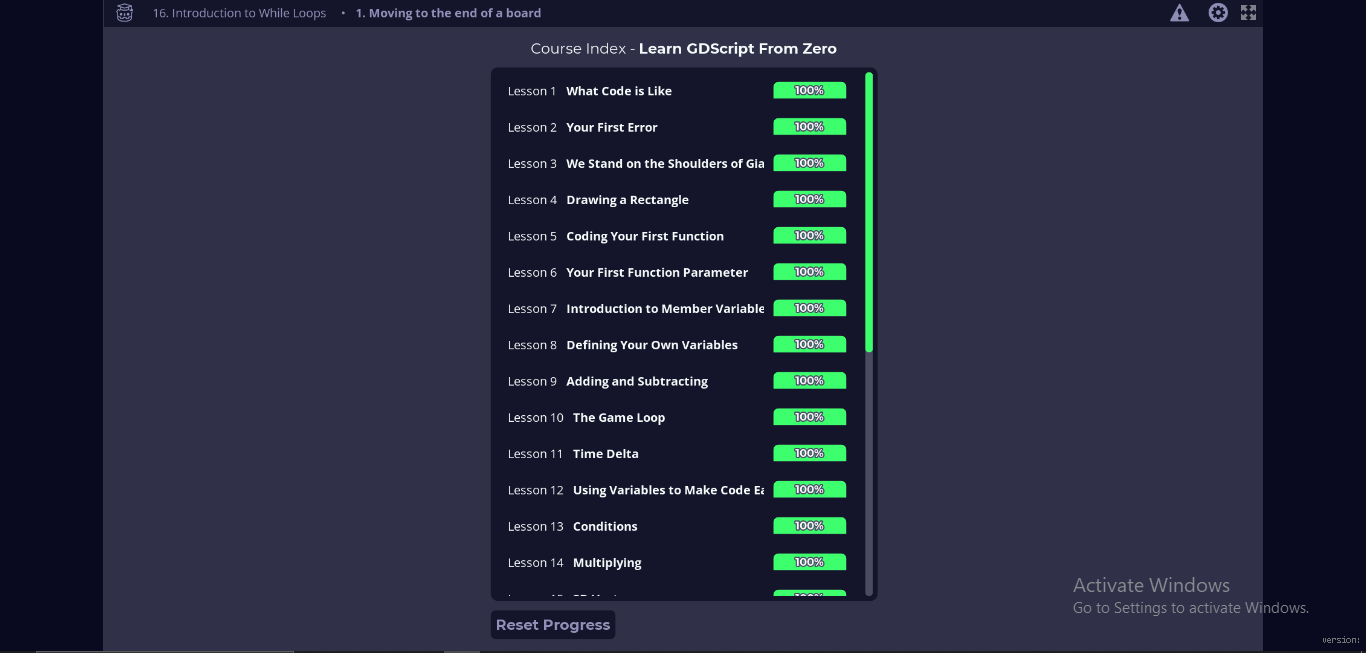 16. Introduction to While Loops • 1. Moving to the end of a board
Course Index - Learn GDScript From Zero
Lesson 1 What Code is Like 100%
Lesson 2 Your First Error 100%
Lesson 3 We Stand on the Shoulders of Gia 100%
Lesson 4 Drawing a Rectangle 100%
Lesson 5 Coding Your First Function 100%
Lesson 6 Your First Function Parameter 100%
Lesson 7 Introduction to Member Variable 100%
Lesson 8 Defining Your Own Variables 100%
Lesson 9 Adding and Subtracting 100%
Lesson 10 The Game Loop 100%
Lesson 11 Time Delta 100%
Lesson 12 Using Variables to Make Code Ea 100%
Lesson 13 Conditions 100%
Lesson 14 Multiplying 100%
Reset Progress
Activate Windows
Go to Settings to activate Windows.
version: